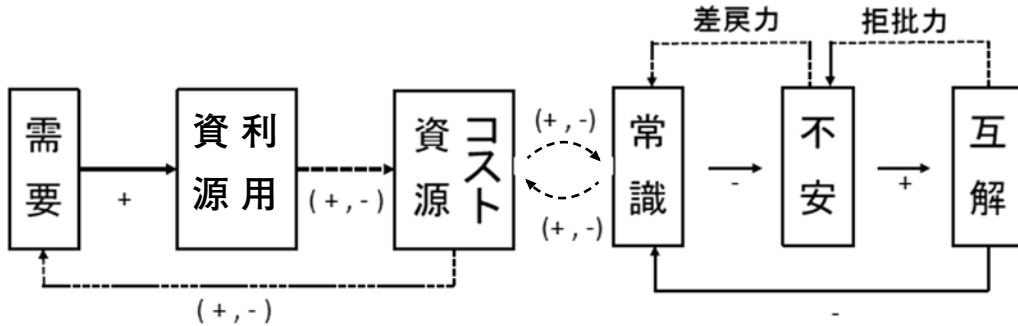 差戻力
拒批力
需要
+
資源
利用
(+,-)
資源
コスト
(+,-)
(+,-)
常識
-
不安
+
互解
(+,-)
-